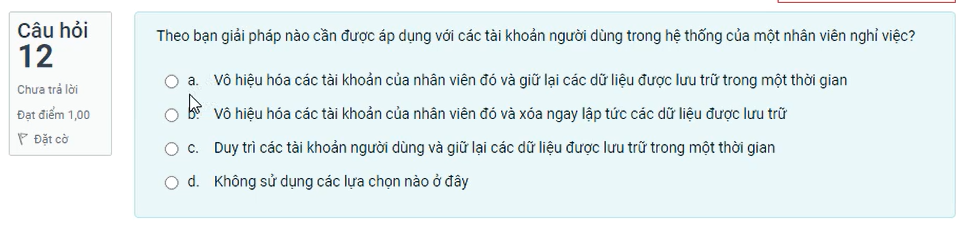 Câu hỏi
12
Chưa trả lời
Đạt điểm 1,00
Đặt cờ
Theo bạn giải pháp nào cần được áp dụng với các tài khoản người dùng trong hệ thống của một nhân viên nghỉ việc?
a. Vô hiệu hóa các tài khoản của nhân viên đó và giữ lại các dữ liệu được lưu trữ trong một thời gian
b. Vô hiệu hóa các tài khoản của nhân viên đó và xóa ngay lập tức các dữ liệu được lưu trữ
c. Duy trì các tài khoản người dùng và giữ lại các dữ liệu được lưu trữ trong một thời gian
d. Không sử dụng các lựa chọn nào ở đây